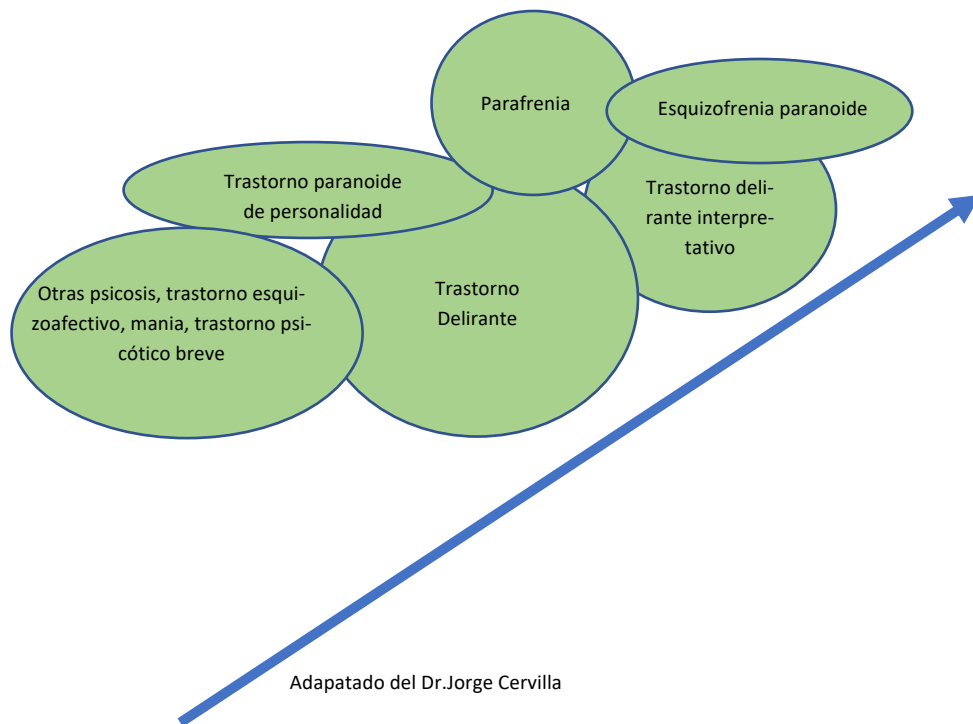 Parafrenia
Esquizofrenia paranoide
Trastorno paranoide
de personalidad
Trastorno deli-
rante interpre-
tativo
Otras psicosis, trastorno esqui-
zoafectivo, mania, trastorno psi-
cótico breve
Trastorno
Delirante
Adapatado del Dr.Jorge Cervilla